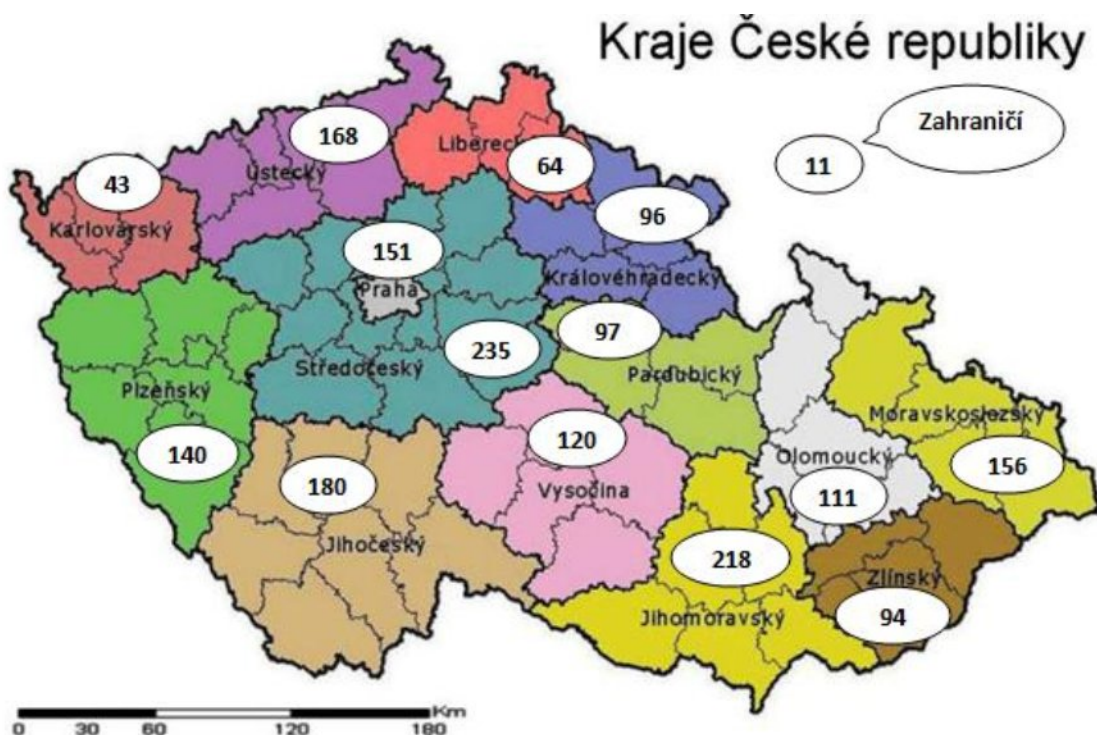 Kraje České republiky
Zahraničí
11
168
Ústecký
Liberec
64
43
Karlovarský
96
151
Praha
Královéhradecký
97
235
Středočeský
Pardubický
Plzeňský
140
120
Vysočina
Moravskoslezský
156
Olomoucký
111
180
Jihočeský
218
Jihomoravský
Zlínský
94
Km
0 30 60 120 180